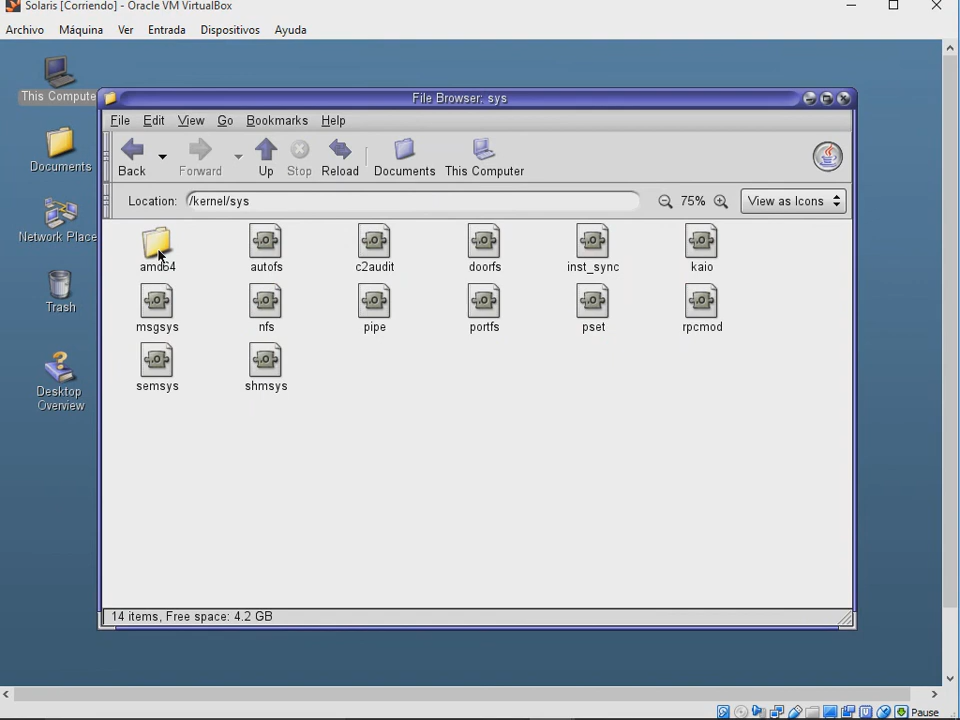 Solaris [Corriendo] - Oracle VM VirtualBox
Archivo Máquina Ver Entrada Dispositivos Ayuda
This Compute
File Browser: sys
File Edit View Go Bookmarks Help
Back Forward Up Stop Reload Documents This Computer
Documents
Location: /kernel/sys 75% View as Icons
Network Place
amd64 autofs c2audit doorfs inst_sync kaio
Trash
msgsys nfs pipe portfs pset rpcmod
semsys shmsys
Desktop
Overview
14 items, Free space: 4.2 GB
Pause